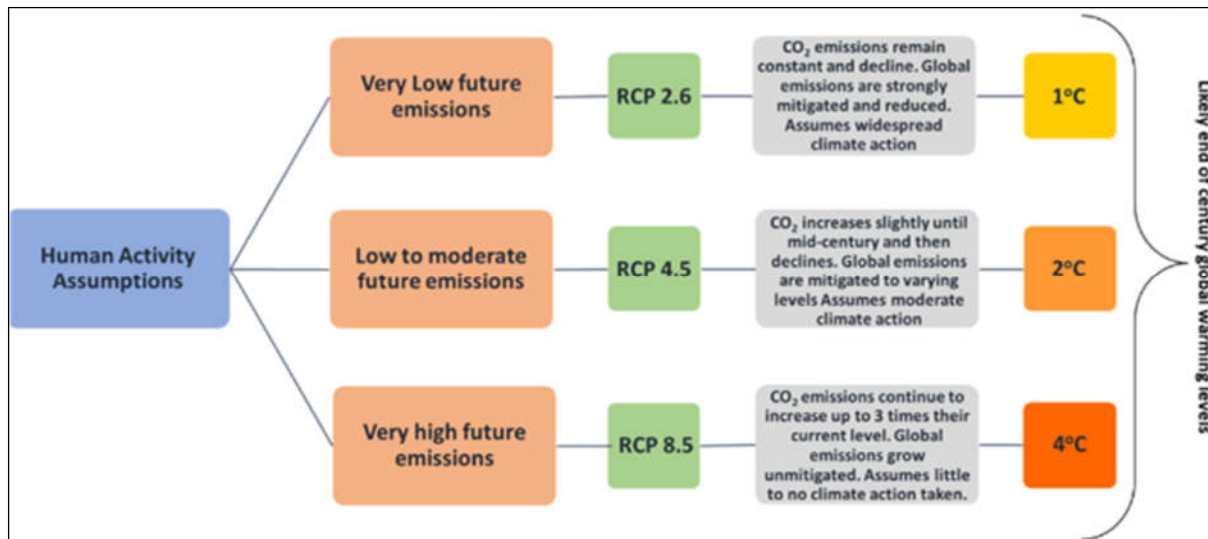 Human Activity
Assumptions
Very Low future
emissions
RCP 2.6
CO₂ emissions remain
constant and decline. Global
emissions are strongly
mitigated and reduced.
Assumes widespread
climate action
1°C
Low to moderate
future emissions
RCP 4.5
CO₂ increases slightly until
mid-century and then
declines. Global emissions
are mitigated to varying
levels Assumes moderate
climate action
2°C
Very high future
emissions
RCP 8.5
CO₂ emissions continue to
increase up to 3 times their
current level. Global
emissions grow
unmitigated. Assumes little
to no climate action taken.
4°C
Likely end of century global warming levels